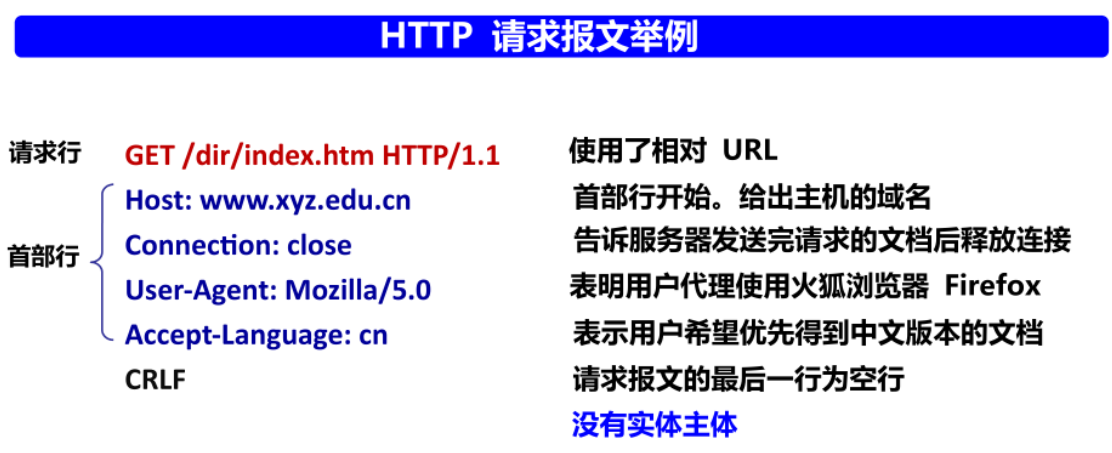 HTTP 请求报文举例
请求行 GET /dir/index.htm HTTP/1.1 使用了相对 URL
Host: www.xyz.edu.cn 首部行开始。给出主机的域名
首部行 Connection: close 告诉服务器发送完请求的文档后释放连接
User-Agent: Mozilla/5.0 表明用户代理使用火狐浏览器 Firefox
Accept-Language: cn 表示用户希望优先得到中文版本的文档
CRLF 请求报文的最后一行为空行
没有实体主体